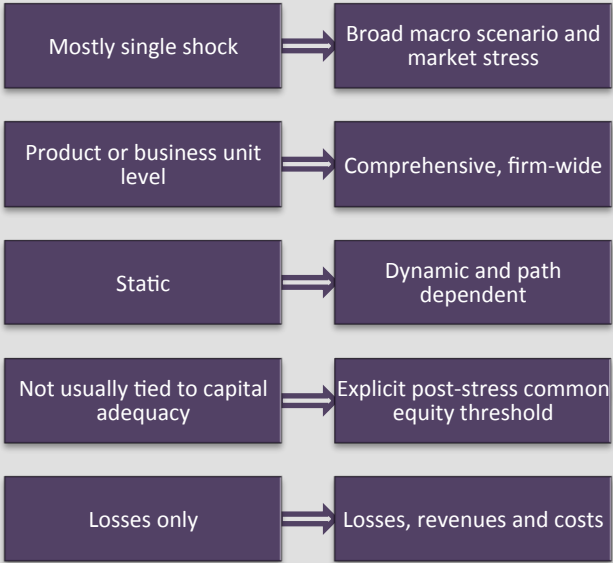 Mostly single shock
Broad macro scenario and
market stress
Product or business unit
level
Comprehensive, firm-wide
Static
Dynamic and path
dependent
Not usually tied to capital
adequacy
Explicit post-stress common
equity threshold
Losses only
Losses, revenues and costs